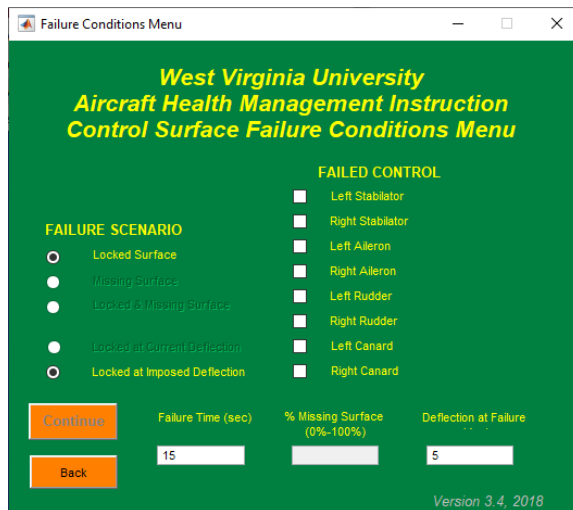 Failure Conditions Menu
West Virginia University
Aircraft Health Management Instruction
Control Surface Failure Conditions Menu
FAILED CONTROL
Left Stabilator
Right Stabilator
Left Aileron
Right Aileron
Left Rudder
Right Rudder
Left Canard
Right Canard
FAILURE SCENARIO
Locked Surface
Missing Surface
Locked & Missing Surface
Locked at Current Deflection
Locked at Imposed Deflection
Continue
Back
Failure Time (sec)
15
% Missing Surface
(0%-100%)
Deflection at Failure
5
Version 3.4, 2018